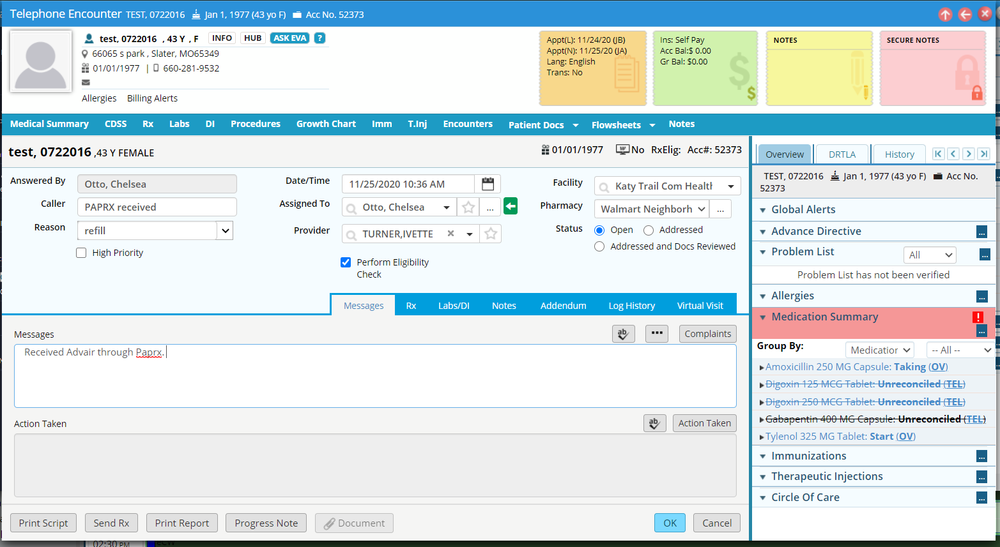 Telephone Encounter TEST, 0722016 Jan 1, 1977 (43 yo F) Acc No. 52373
test, 0722016 , 43 Y , F INFO HUB ASK EVA ?
66065 s park , Slater, MO65349
01/01/1977 | 660-281-9532
Allergies Billing Alerts
Appt(L): 11/24/20 (JB)
Appt(N): 11/25/20 (JA)
Lang: English
Trans: No
Ins: Self Pay
Acc Bal:$ 0.00
Gr Bal: $0.00
NOTES
SECURE NOTES
Medical Summary CDSS Rx Labs DI Procedures Growth Chart Imm T.Inj Encounters Patient Docs Flowsheets Notes
test, 0722016 ,43 Y FEMALE 01/01/1977 No RxElig: Acc#: 52373
Answered By Otto, Chelsea Date/Time 11/25/2020 10:36 AM Facility Katy Trail Com Healt
Caller PAPRX received Assigned To Otto, Chelsea ... Pharmacy Walmart Neighborh ...
Reason refill Provider TURNER,IVETTE Status Open Addressed
Addressed and Docs Reviewed
High Priority
Perform Eligibility
Check
Messages Rx Labs/DI Notes Addendum Log History Virtual Visit
Messages ab ... Complaints
Received Advair through Paprx.
Action Taken ab Action Taken
Print Script Send Rx Print Report Progress Note Document OK Cancel
Overview DRTLA History
TEST, 0722016 Jan 1, 1977 (43 yo F) Acc No.
52373
Global Alerts
Advance Directive ...
Problem List All ...
Problem List has not been verified
Allergies ...
Medication Summary !
...
Group By: Medication -- All --
Amoxicillin 250 MG Capsule: Taking (OV)
Digoxin 125 MCG Tablet: Unreconciled (TEL)
Digoxin 250 MCG Tablet: Unreconciled (TEL)
Gabapentin 400 MG Capsule: Unreconciled (TEL)
Tylenol 325 MG Tablet: Start (OV)
Immunizations ...
Therapeutic Injections ...
Circle Of Care ...
02:30 PM